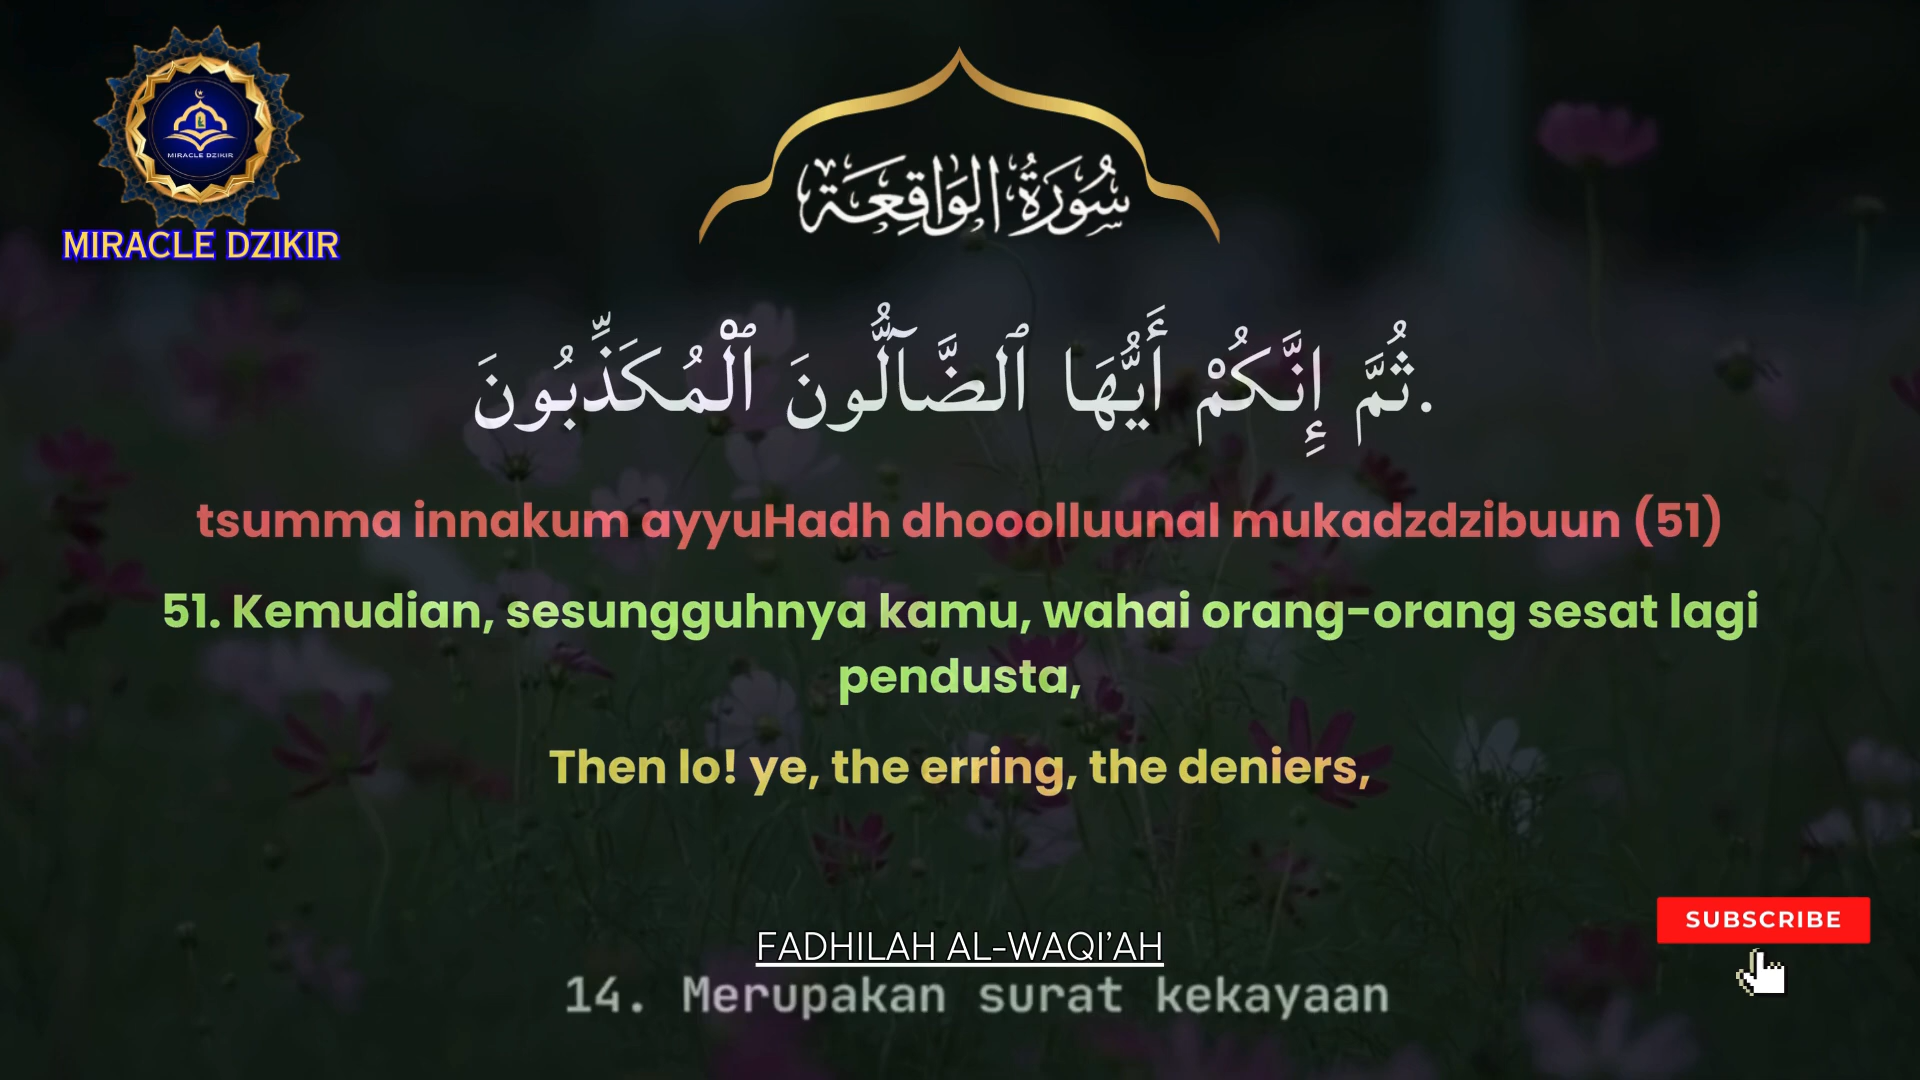 MIRACLE DZIKIR
MIRACLE DZIKIR
سُورَةُ الوَاقِعَة
ثُمَّ إِنَّكُمْ أَيُّهَا ٱلضَّآلُّونَ ٱلْمُكَذِّبُونَ.
tsumma innakum ayyuHadh dhooolluunal mukadzdzibuun (51)
51. Kemudian, sesungguhnya kamu, wahai orang-orang sesat lagi
pendusta,
Then lo! ye, the erring, the deniers,
FADHILAH AL-WAQI'AH
14. Merupakan surat kekayaan
SUBSCRIBE